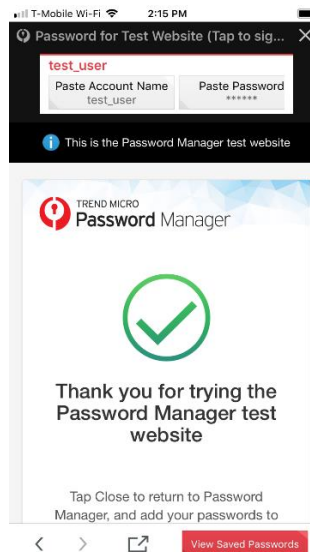 T-Mobile Wi-Fi 2:15 PM
Password for Test Website (Tap to sig...
test_user
Paste Account Name Paste Password
test_user ******
This is the Password Manager test website
TREND MICRO
Password Manager
Thank you for trying the
Password Manager test
website
Tap Close to return to Password
Manager, and add your passwords to
View Saved Passwords